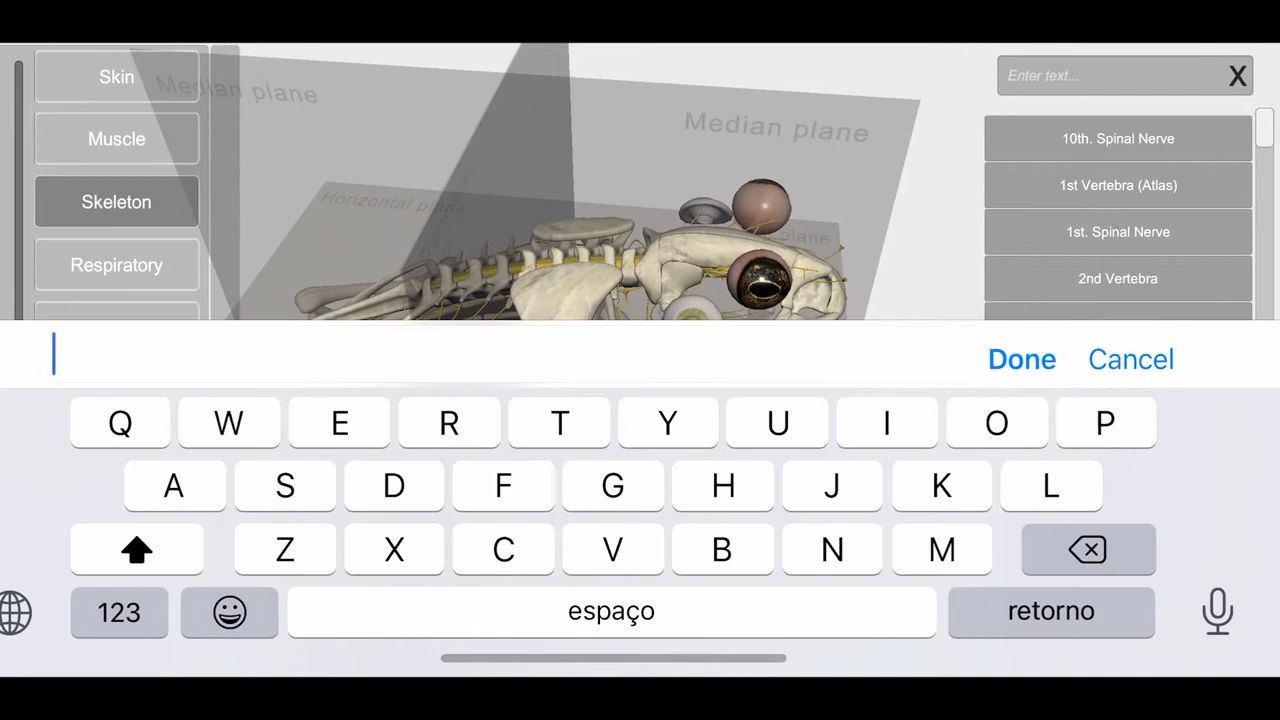 Skin
Muscle
Skeleton
Respiratory
Median plane
Median plane
Horizontal plane
plane
Enter text...
X
10th. Spinal Nerve
1st Vertebra (Atlas)
1st. Spinal Nerve
2nd Vertebra
Done
Cancel
Q W E R T Y U I O P
A S D F G H J K L
Z X C V B N M
123
espaço
retorno